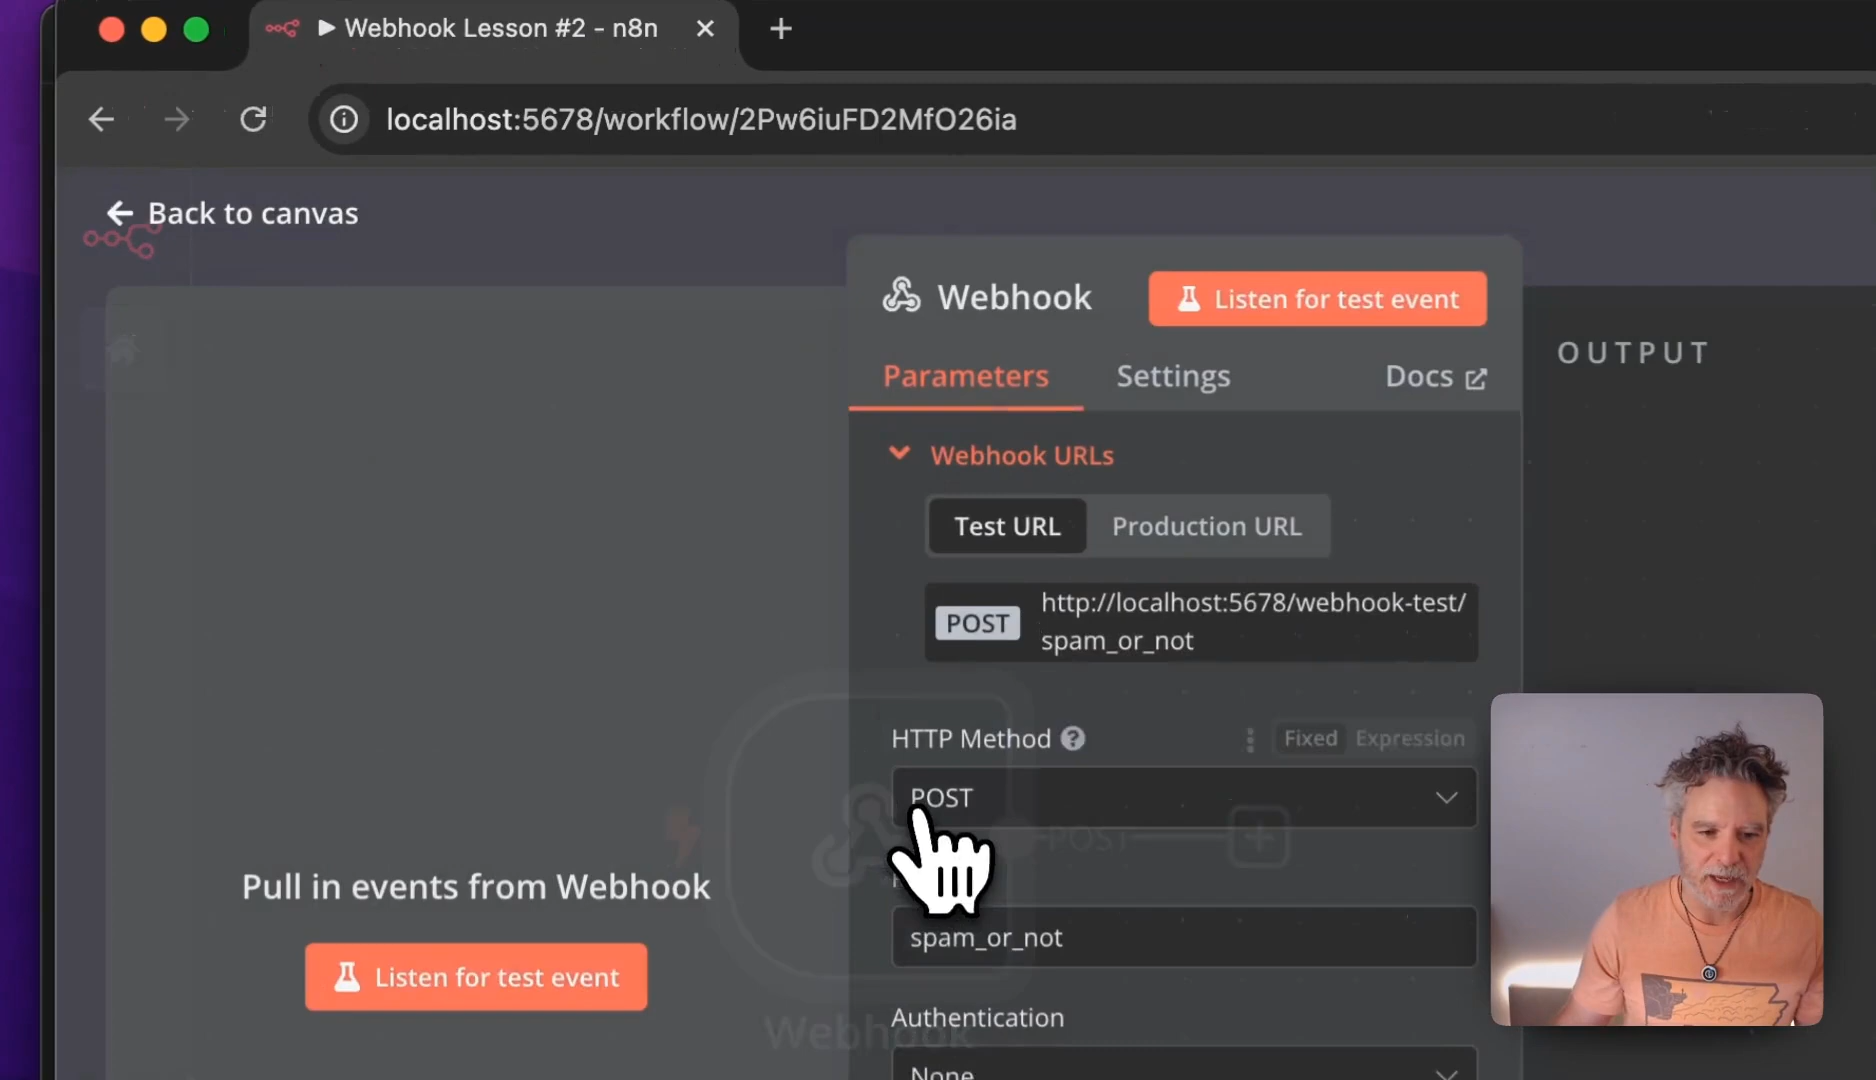 Webhook Lesson #2 - n8n
localhost:5678/workflow/2Pw6iuFD2MfO26ia
Back to canvas
Webhook
Listen for test event
OUTPUT
Parameters
Settings
Docs
Webhook URLs
Test URL
Production URL
POST
http://localhost:5678/webhook-test/
spam_or_not
HTTP Method
Fixed
Expression
POST
POST
Pull in events from Webhook
spam_or_not
Listen for test event
Authentication
Webhook
None